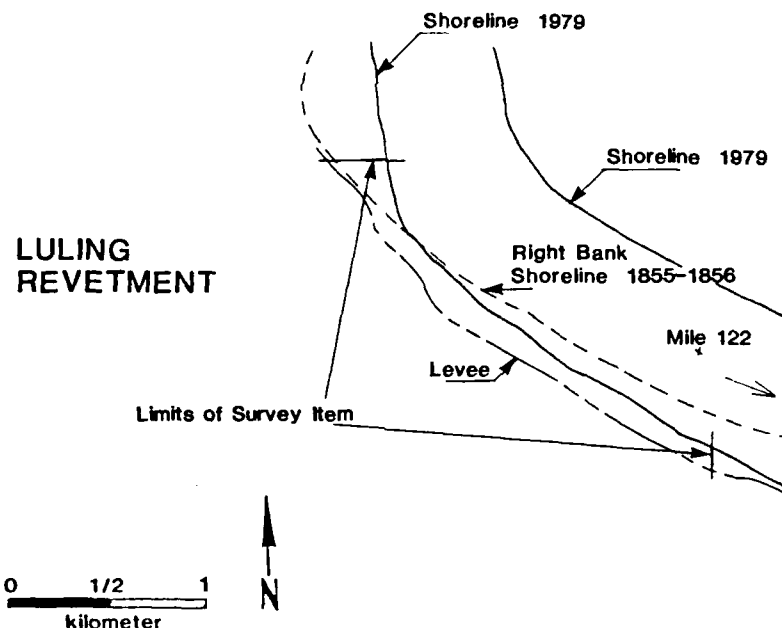 Shoreline 1979
Shoreline 1979
LULING
REVETMENT
Right Bank
Shoreline 1855-1856
Mile 122
Levee
Limits of Survey Item
0 1/2 1
kilometer
N